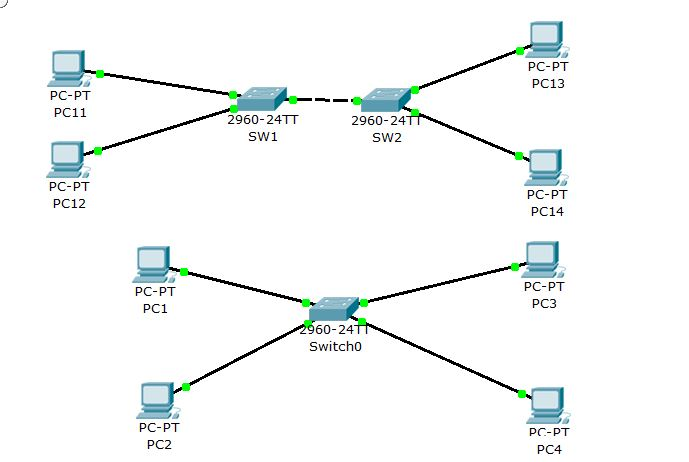 PC-PT
PC11
PC-PT
PC12
2960-24TT
SW1
2960-24TT
SW2
PC-PT
PC13
PC-PT
PC14
PC-PT
PC1
PC-PT
PC2
2960-24TT
Switch0
PC-PT
PC3
PC-PT
PC4